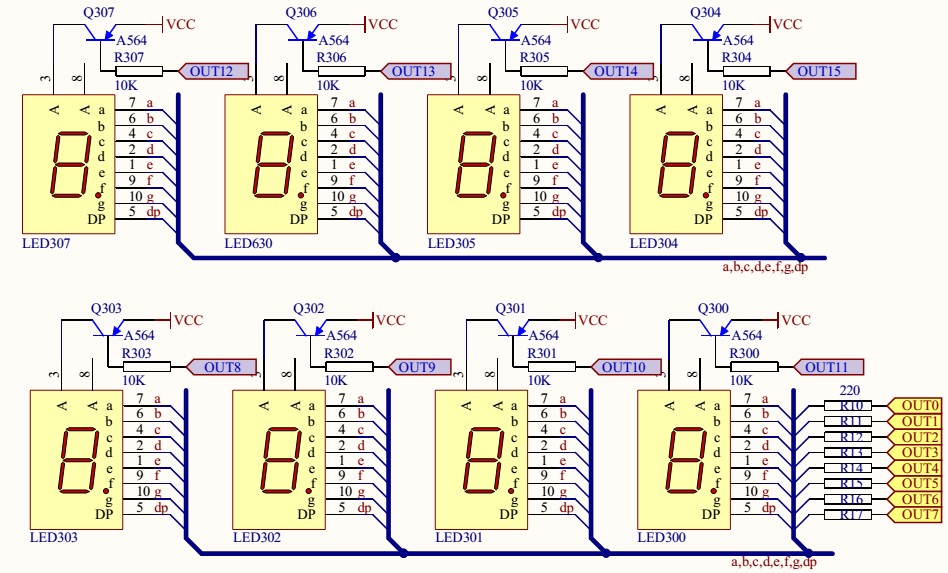 Q307 Q306 Q305 Q304
VCC VCC VCC VCC
A564 A564 A564 A564
R307 OUT12 R306 OUT13 R305 OUT14 R304 OUT15
3 8 10K 3 8 10K 3 8 10K 3 8 10K
A A a 7 a A A a 7 a A A a 7 a A A a 7 a
b 6 b b 6 b b 6 b b 6 b
c 4 c c 4 c c 4 c c 4 c
d 2 d d 2 d d 2 d d 2 d
e 1 e e 1 e e 1 e e 1 e
f 9 f f 9 f f 9 f f 9 f
g 10 g g 10 g g 10 g g 10 g
DP 5 dp DP 5 dp DP 5 dp DP 5 dp
LED307 LED630 LED305 LED304
a,b,c,d,e,f,g,dp
Q303 Q302 Q301 Q300
VCC VCC VCC VCC
A564 A564 A564 A564
R303 OUT8 R302 OUT9 R301 OUT10 R300 OUT11
3 8 10K 3 8 10K 3 8 10K 3 8 10K
220
A A a 7 a A A a 7 a A A a 7 a A A a 7 a R10 OUT0
b 6 b b 6 b b 6 b b 6 b R11 OUT1
c 4 c c 4 c c 4 c c 4 c R12 OUT2
d 2 d d 2 d d 2 d d 2 d R13 OUT3
e 1 e e 1 e e 1 e e 1 e R14 OUT4
f 9 f f 9 f f 9 f f 9 f R15 OUT5
g 10 g g 10 g g 10 g g 10 g R16 OUT6
DP 5 dp DP 5 dp DP 5 dp DP 5 dp R17 OUT7
LED303 LED302 LED301 LED300
a,b,c,d,e,f,g,dp